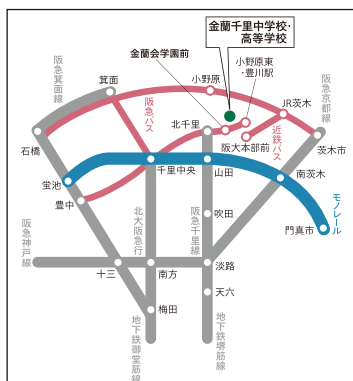 金蘭千里中学校・
高等学校
金蘭会学園前
小野原東
・豊川駅
阪急箕面線
箕面
小野原
阪急京都線
JR茨木
阪急バス
北千里
近鉄バス
石橋
阪大本部前
茨木市
千里中央
山田
南茨木
蛍池
豊中
モノレール
阪急神戸線
北大阪急行
阪急千里線
吹田
門真市
十三
南方
淡路
天六
梅田
地下鉄御堂筋線
地下鉄堺筋線